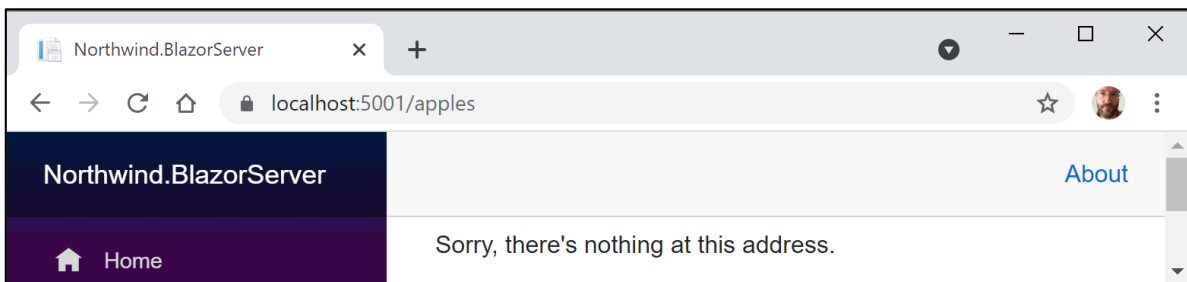 Northwind.BlazorServer
localhost:5001/apples
Northwind.BlazorServer
About
Home
Sorry, there's nothing at this address.